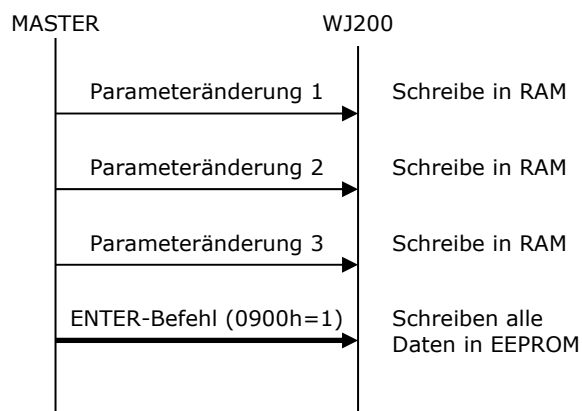 MASTER WJ200
Parameteränderung 1 Schreibe in RAM
Parameteränderung 2 Schreibe in RAM
Parameteränderung 3 Schreibe in RAM
ENTER-Befehl (0900h=1) Schreiben alle
Daten in EEPROM